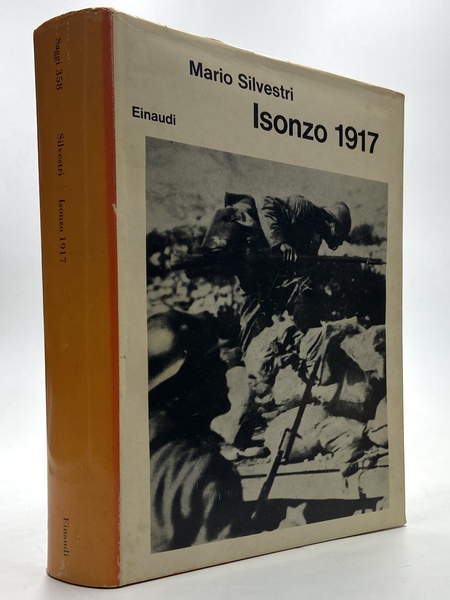 Mario Silvestri
Einaudi
Isonzo 1917
Saggi 358
Silvestri
Isonzo 1917
Einaudi